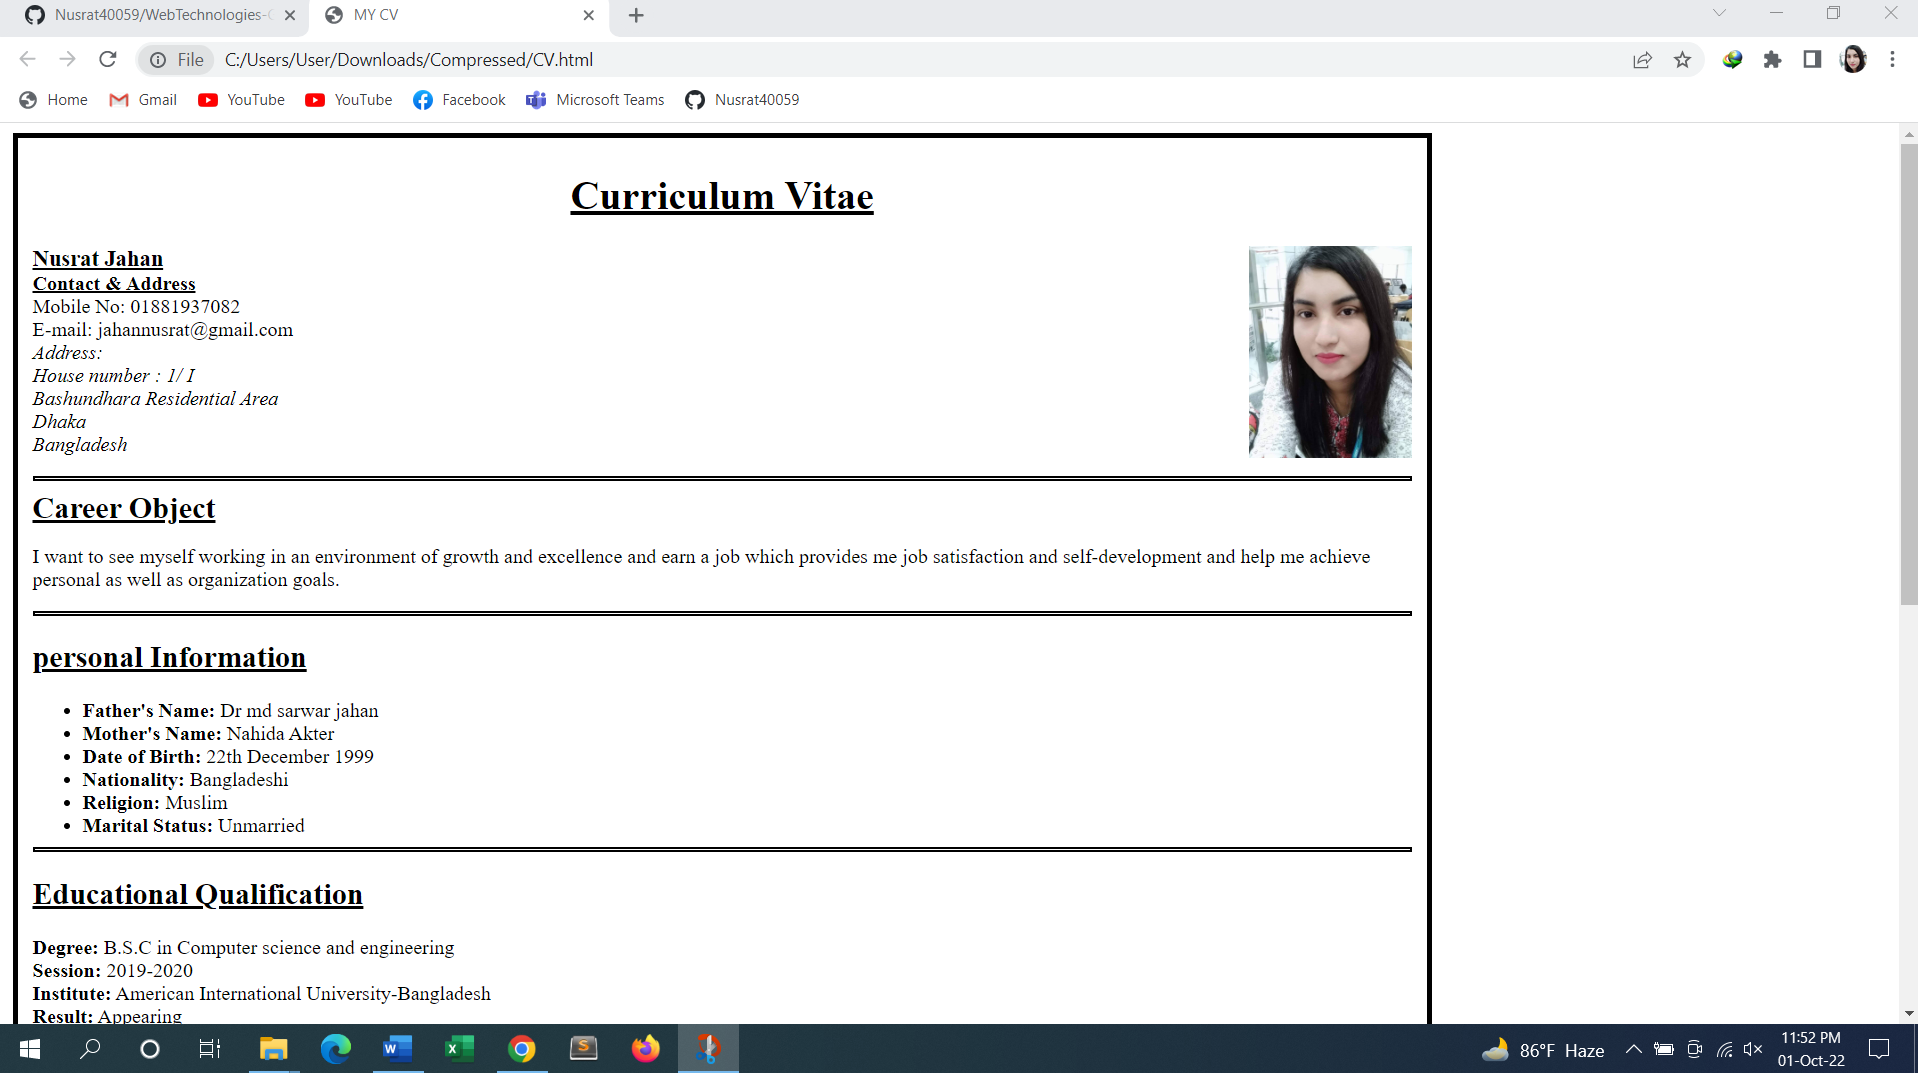 Nusrat40059/WebTechnologies-
MY CV
File
C:/Users/User/Downloads/Compressed/CV.html
Home
Gmail
YouTube
YouTube
Facebook
Microsoft Teams
Nusrat40059
Curriculum Vitae
Nusrat Jahan
Contact & Address
Mobile No: 01881937082
E-mail: jahannusrat@gmail.com
Address:
House number : 1/ I
Bashundhara Residential Area
Dhaka
Bangladesh
Career Object
I want to see myself working in an environment of growth and excellence and earn a job which provides me job satisfaction and self-development and help me achieve
personal as well as organization goals.
personal Information
• Father's Name: Dr md sarwar jahan
• Mother's Name: Nahida Akter
• Date of Birth: 22th December 1999
• Nationality: Bangladeshi
• Religion: Muslim
• Marital Status: Unmarried
Educational Qualification
Degree: B.S.C in Computer science and engineering
Session: 2019-2020
Institute: American International University-Bangladesh
Result: Appearing
86°F Haze
11:52 PM
01-Oct-22